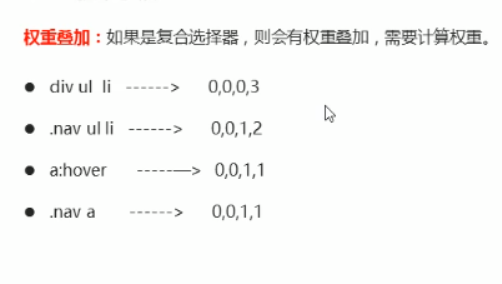 权重叠加：如果是复合选择器，则会有权重叠加，需要计算权重。
● div ul li ------> 0,0,0,3
● .nav ul li ------> 0,0,1,2
● a:hover -----—> 0,0,1,1
● .nav a ------> 0,0,1,1